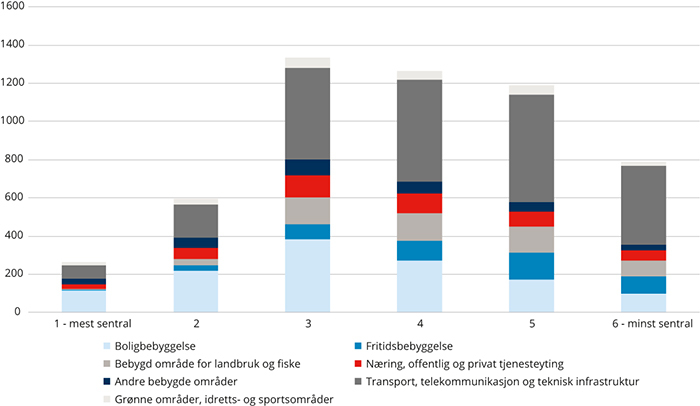 1600
1400
1200
1000
800
600
400
200
0
1 - mest sentral 2 3 4 5 6 - minst sentral
Boligbebyggelse Fritidsbebyggelse
Bebygd område for landbruk og fiske Næring, offentlig og privat tjenesteyting
Andre bebygde områder Transport, telekommunikasjon og teknisk infrastruktur
Grønne områder, idretts- og sportsområder